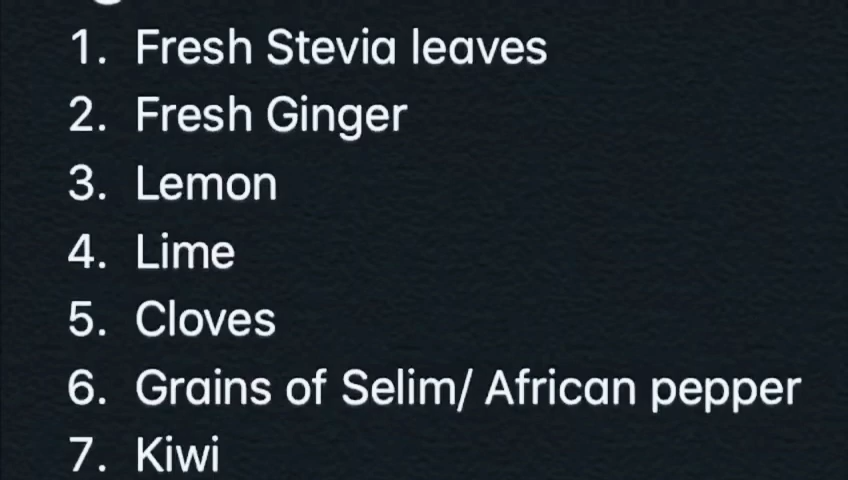 1. Fresh Stevia leaves
2. Fresh Ginger
3. Lemon
4. Lime
5. Cloves
6. Grains of Selim/ African pepper
7. Kiwi